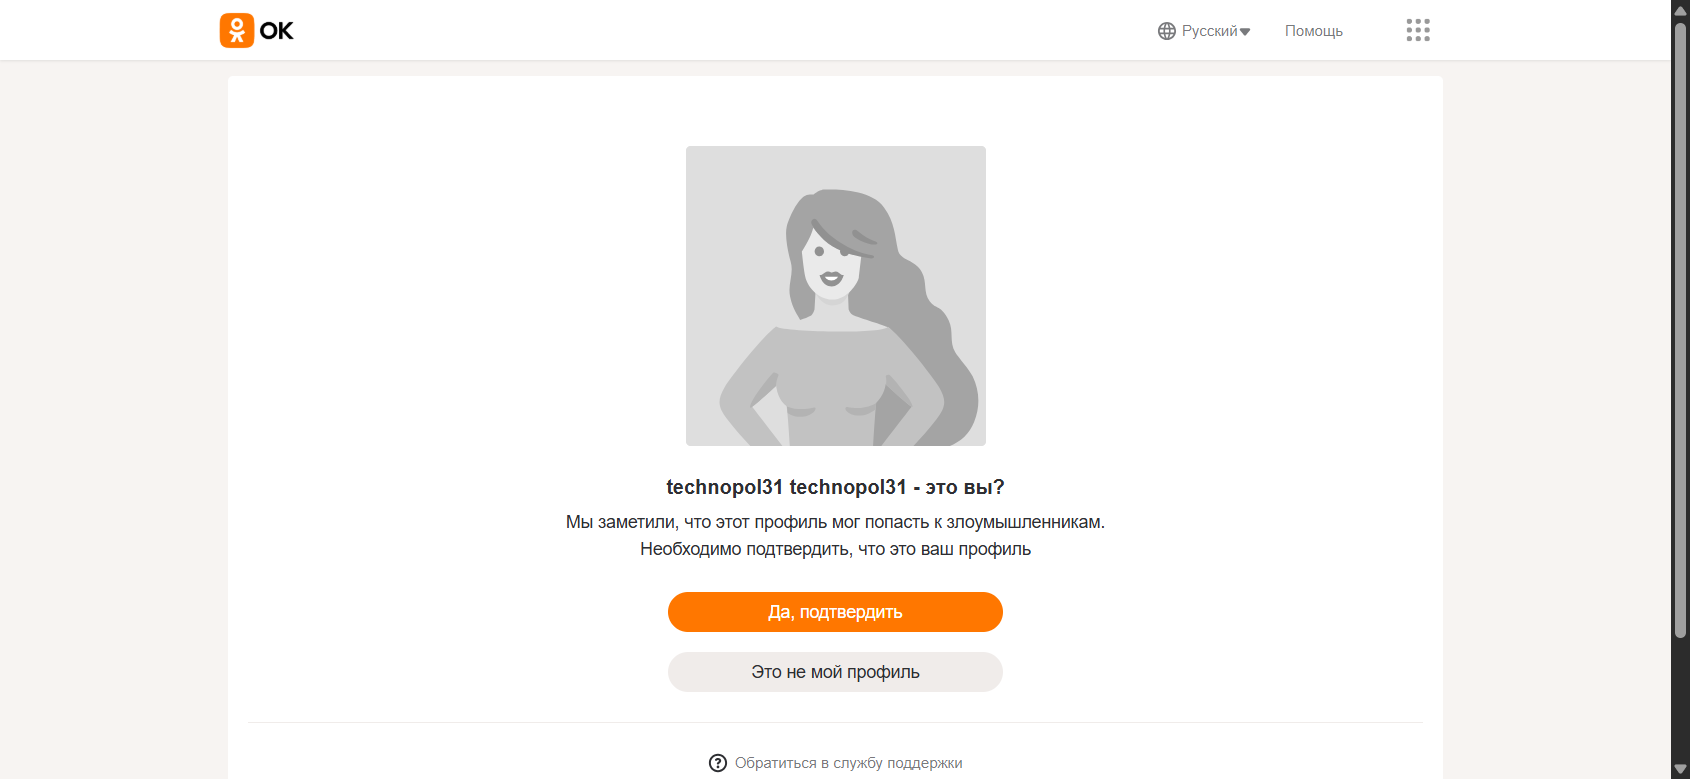 ОК
Русский
Помощь
technopol31 technopol31 - это вы?
Мы заметили, что этот профиль мог попасть к злоумышленникам.
Необходимо подтвердить, что это ваш профиль
Да, подтвердить
Это не мой профиль
Обратиться в службу поддержки